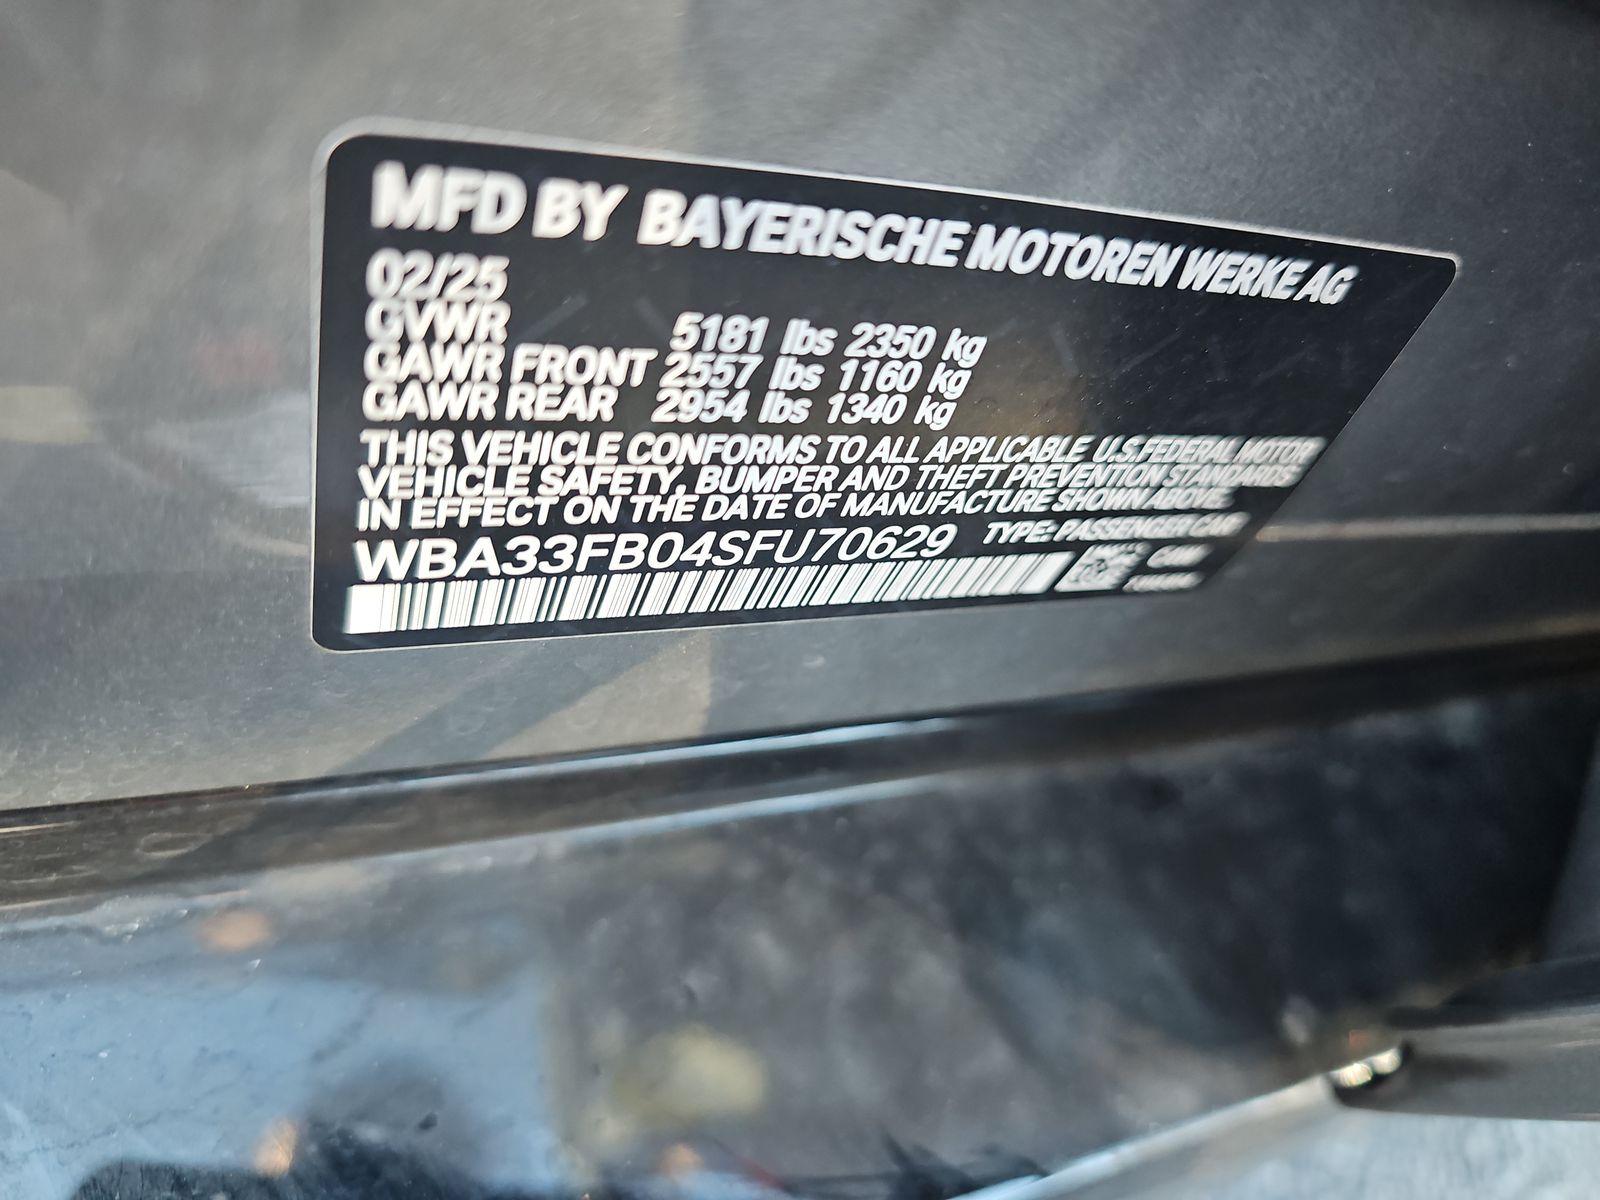 MFD BY BAYERISCHE MOTOREN WERKE AG
02/25
GVWR 5181 lbs 2350 kg
GAWR FRONT 2557 lbs 1160 kg
GAWR REAR 2954 lbs 1340 kg
THIS VEHICLE CONFORMS TO ALL APPLICABLE U.S.FEDERAL MOTOR
VEHICLE SAFETY, BUMPER AND THEFT PREVENTION STANDARDS
IN EFFECT ON THE DATE OF MANUFACTURE SHOWN ABOVE.
WBA33FB04SFU70629 TYPE: PASSENGER CAR